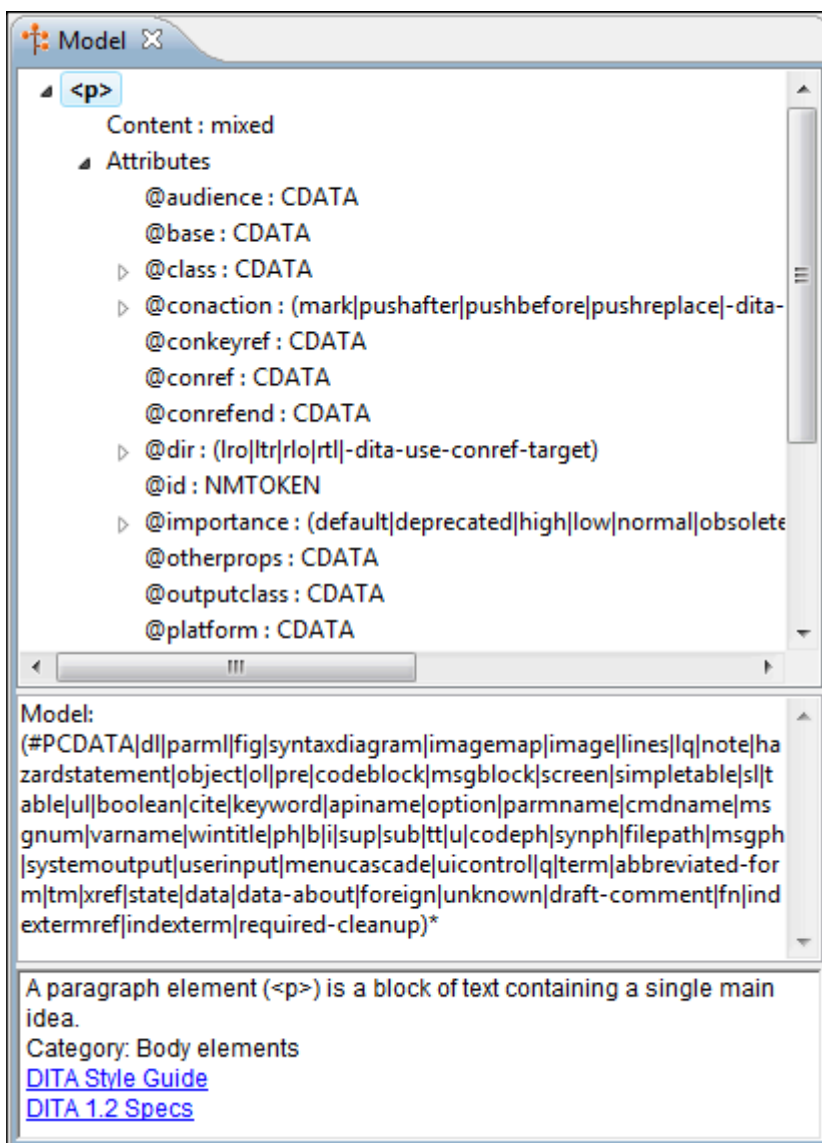 Model
<p>
Content : mixed
Attributes
@audience : CDATA
@base : CDATA
@class : CDATA
@conaction : (mark|pushafter|pushbefore|pushreplace|-dita-
@conkeyref : CDATA
@conref : CDATA
@conrefend : CDATA
@dir : (lro|ltr|rlo|rtl|-dita-use-conref-target)
@id : NMTOKEN
@importance : (default|deprecated|high|low|normal|obsolete
@otherprops : CDATA
@outputclass : CDATA
@platform : CDATA
Model:
(#PCDATA|dl|parml|fig|syntaxdiagram|imagemap|image|lines|lq|note|ha
zardstatement|object|ol|pre|codeblock|msgblock|screen|simpletable|sl|t
able|ul|boolean|cite|keyword|apiname|option|parmname|cmdname|ms
gnum|varname|wintitle|ph|b|i|sup|sub|tt|u|codeph|synph|filepath|msgph
|systemoutput|userinput|menucascade|uicontrol|q|term|abbreviated-for
m|tm|xref|state|data|data-about|foreign|unknown|draft-comment|fn|ind
extermref|indexterm|required-cleanup)*
A paragraph element (<p>) is a block of text containing a single main
idea.
Category: Body elements
DITA Style Guide
DITA 1.2 Specs